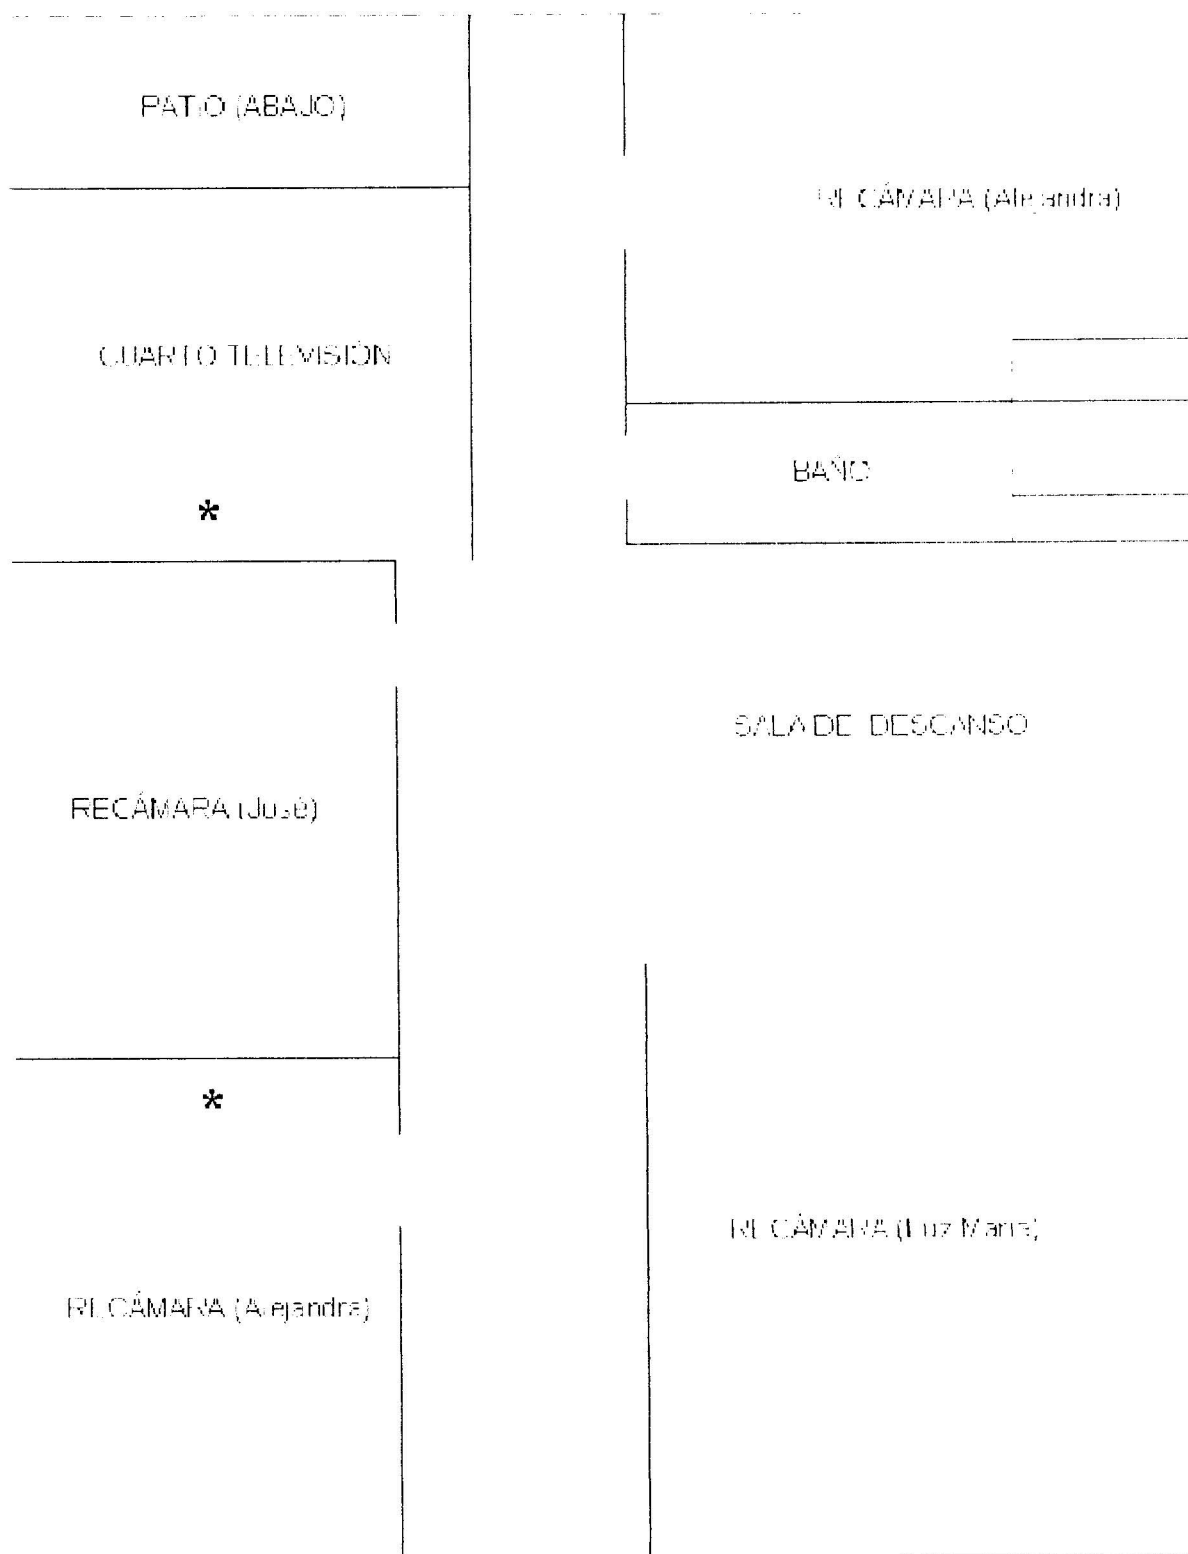 PATIO (ABAJO)
RECÁMARA (Alejandra)
CUARTO TELEVISIÓN
BAÑO
*
SALA DE DESCANSO
RECÁMARA (José)
*
RECÁMARA (Luz María)
RECÁMARA (Alejandra)